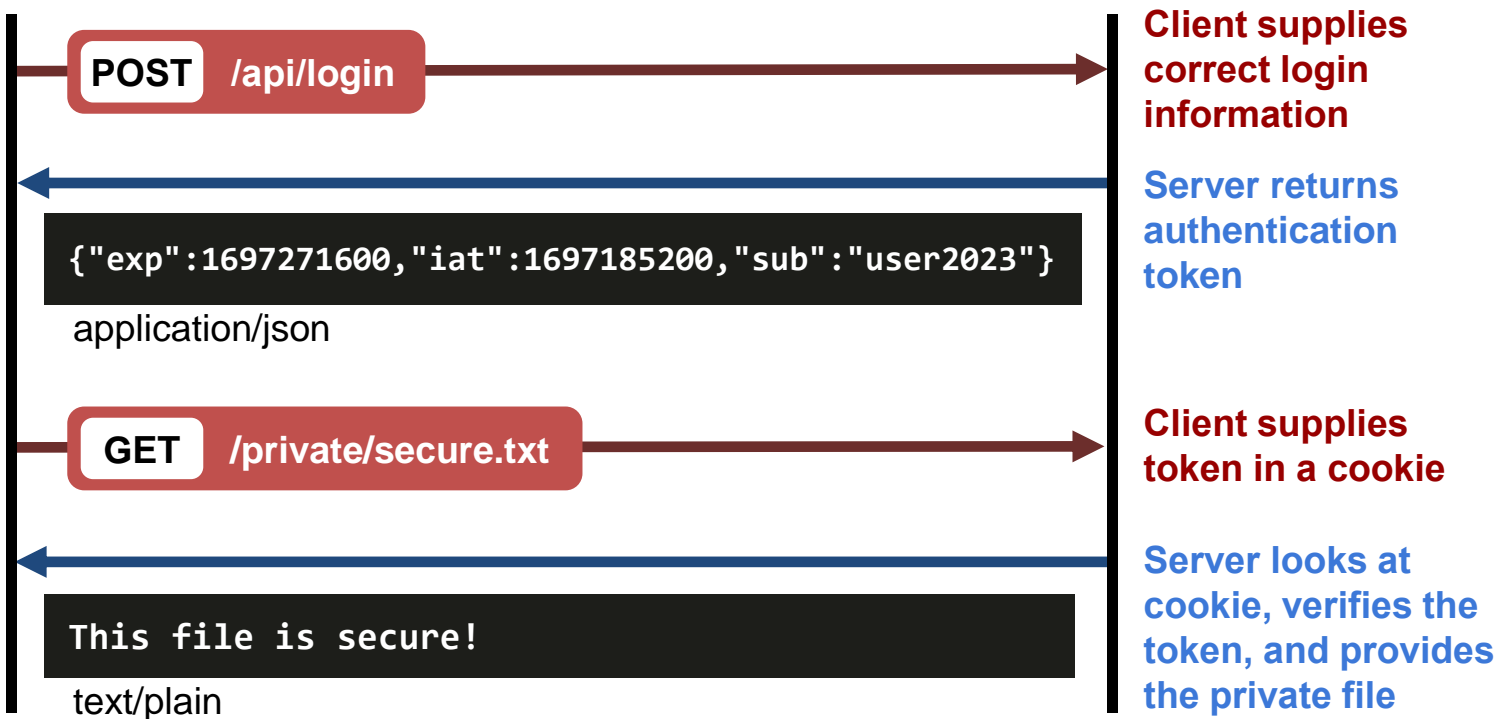 POST /api/login
Client supplies
correct login
information
Server returns
authentication
token
{"exp":1697271600,"iat":1697185200,"sub":"user2023"}
application/json
GET /private/secure.txt
Client supplies
token in a cookie
Server looks at
cookie, verifies the
token, and provides
the private file
This file is secure!
text/plain